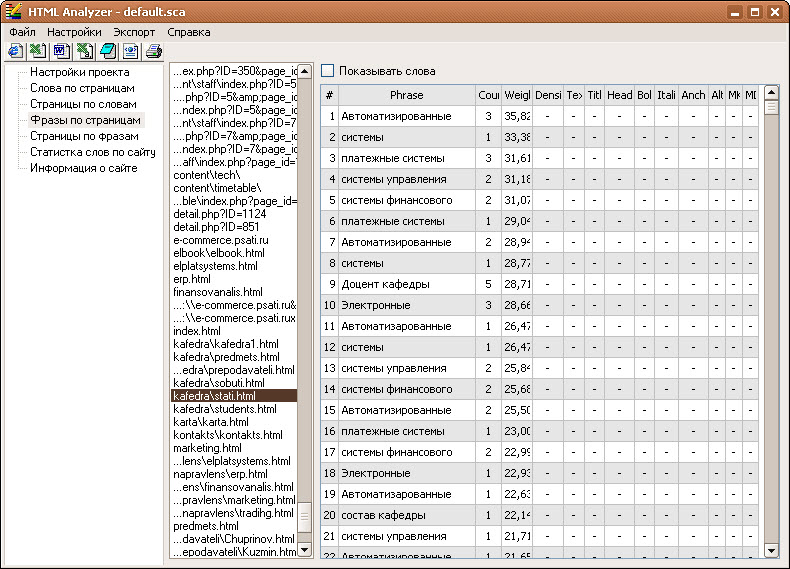 HTML Analyzer - default.sca
Файл Настройки Экспорт Справка
Настройки проекта
Слова по страницам
Страницы по словам
Фразы по страницам
Страницы по фразам
Статистка слов по сайту
Информация о сайте
...ex.php?ID=350&page_id
...nt\staff\index.php?ID=5
....php?ID=5&amp;page_id
...ndex.php?ID=5&page_id=
...nt\staff\index.php?ID=7
....php?ID=7&amp;page_id
...ndex.php?ID=7&page_id=
...aff\index.php?page_id=
content\tech\
content\timetable\
...ble\index.php?page_id=
detail.php?ID=1124
detail.php?ID=851
e-commerce.psati.ru
elbook\elbook.html
elplatsystems.html
erp.html
finansovanalis.html
...:\\e-commerce.psati.ru&
...:\\e-commerce.psati.rux
index.html
kafedra\kafedra1.html
kafedra\predmets.html
...edra\prepodavateli.html
kafedra\sobuti.html
kafedra\stati.html
kafedra\students.html
karta\karta.html
kontakts\kontakts.html
marketing.html
...lens\elplatsystems.html
napravlens\erp.html
...ens\finansovanalis.html
...pravlens\marketing.html
...napravlens\tradihg.html
predmets.html
...davateli\Chuprinov.html
...epodavateli\Kuzmin.html
Показывать слова
# Phrase Cour Weigl Densi Tex Titl Head Bol Itali Anch Alt MK MD
1 Автоматизированные 3 35,82 - - - - - - - - - -
2 системы 1 33,38 - - - - - - - - - -
3 платежные системы 3 31,61 - - - - - - - - - -
4 системы управления 2 31,18 - - - - - - - - - -
5 системы финансового 2 31,07 - - - - - - - - - -
6 платежные системы 1 29,04 - - - - - - - - - -
7 Автоматизированные 2 28,94 - - - - - - - - - -
8 системы 1 28,77 - - - - - - - - - -
9 Доцент кафедры 5 28,71 - - - - - - - - - -
10 Электронные 3 28,66 - - - - - - - - - -
11 Автоматизарованные 1 26,47 - - - - - - - - - -
12 системы 1 26,47 - - - - - - - - - -
13 системы управления 2 25,84 - - - - - - - - - -
14 системы финансового 2 25,68 - - - - - - - - - -
15 Автоматизированные 2 25,50 - - - - - - - - - -
16 платежные системы 1 23,00 - - - - - - - - - -
17 системы финансового 2 22,99 - - - - - - - - - -
18 Электронные 1 22,93 - - - - - - - - - -
19 Автоматизированные 2 22,63 - - - - - - - - - -
20 состав кафедры 1 22,14 - - - - - - - - - -
21 системы управления 1 21,71 - - - - - - - - - -
22 Автоматизированные 1 21,65 - - - - - - - - - -